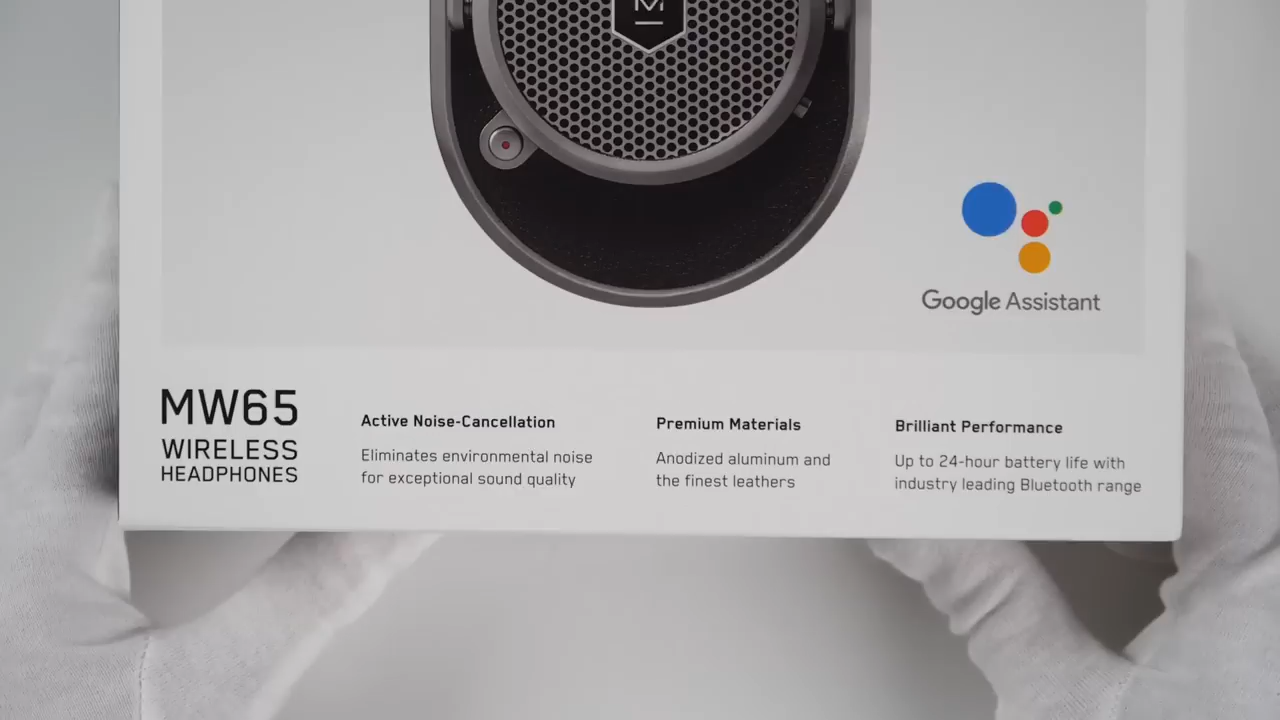 M
Google Assistant
MW65
WIRELESS
HEADPHONES
Active Noise-Cancellation
Eliminates environmental noise
for exceptional sound quality
Premium Materials
Anodized aluminum and
the finest leathers
Brilliant Performance
Up to 24-hour battery life with
industry leading Bluetooth range